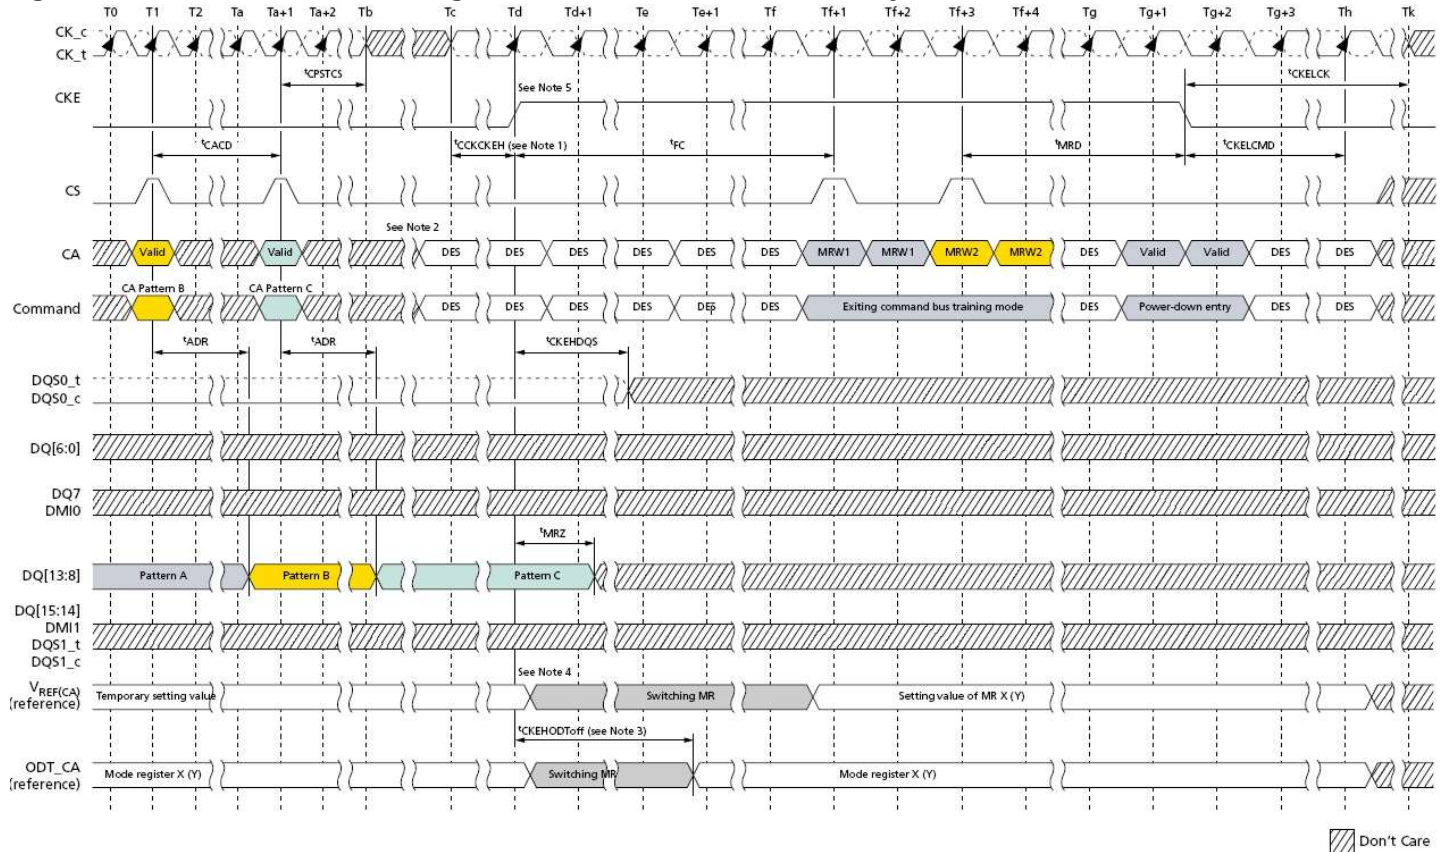 T0 T1 T2 Ta Ta+1 Ta+2 Tb Tc Td Td+1 Te Te+1 Tf Tf+1 Tf+2 Tf+3 Tf+4 Tg Tg+1 Tg+2 Tg+3 Th Tk
CK_c
CK_t
tCPSTCS tCKELCK
See Note 5
CKE
tCACD tCCKCKEH (see Note 1) tFC tMRD tCKELCMD
CS
See Note 2
CA Valid Valid DES DES DES DES DES DES MRW1 MRW1 MRW2 MRW2 DES Valid Valid DES DES
CA Pattern B CA Pattern C
Command DES DES DES DES DES DES Exiting command bus training mode DES Power-down entry DES DES
tADR tADR tCKEHDQS
DQS0_t
DQS0_c
DQ[6:0]
DQ7
DMI0
tMRZ
DQ[13:8] Pattern A Pattern B Pattern C
DQ[15:14]
DMI1
DQS1_t
DQS1_c
See Note 4
VREF(CA) Temporary setting value Switching MR Setting value of MR X (Y)
(reference)
tCKEHODToff (see Note 3)
ODT_CA Mode register X (Y) Switching MR Mode register X (Y)
(reference)
Don't Care